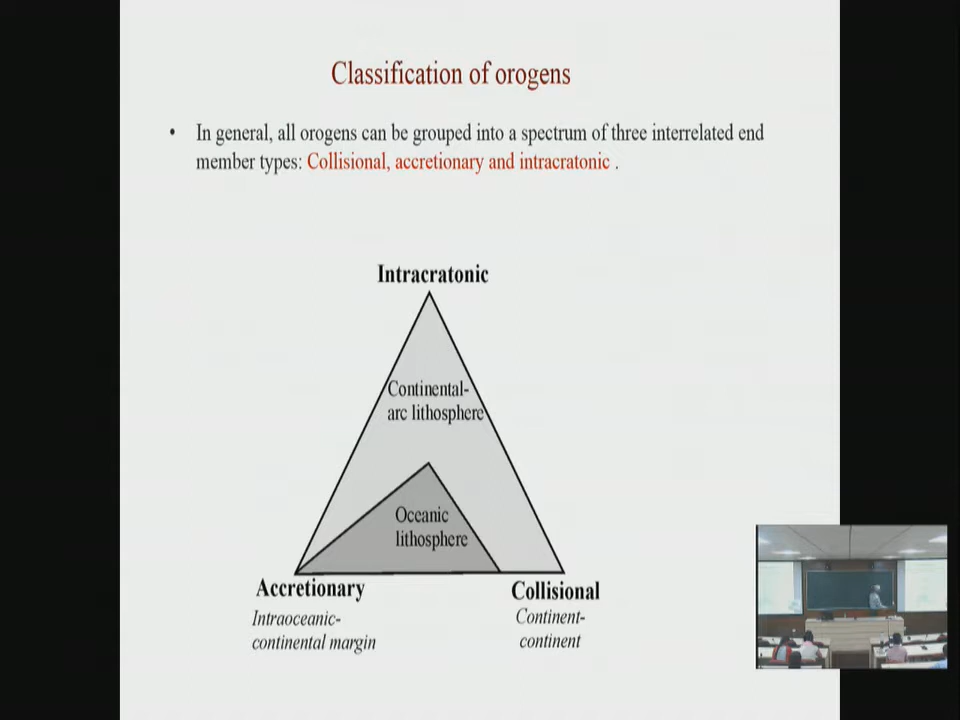 Classification of orogens
• In general, all orogens can be grouped into a spectrum of three interrelated end
member types: Collisional, accretionary and intracratonic .
Intracratonic
Continental-
arc lithosphere
Oceanic
lithosphere
Accretionary
Intraoceanic-
continental margin
Collisional
Continent-
continent